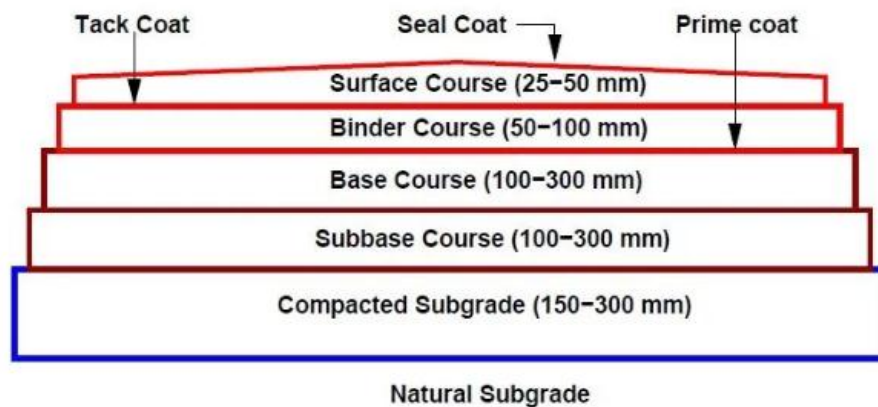 Tack Coat Seal Coat Prime coat
Surface Course (25−50 mm)
Binder Course (50−100 mm)
Base Course (100−300 mm)
Subbase Course (100−300 mm)
Compacted Subgrade (150−300 mm)
Natural Subgrade